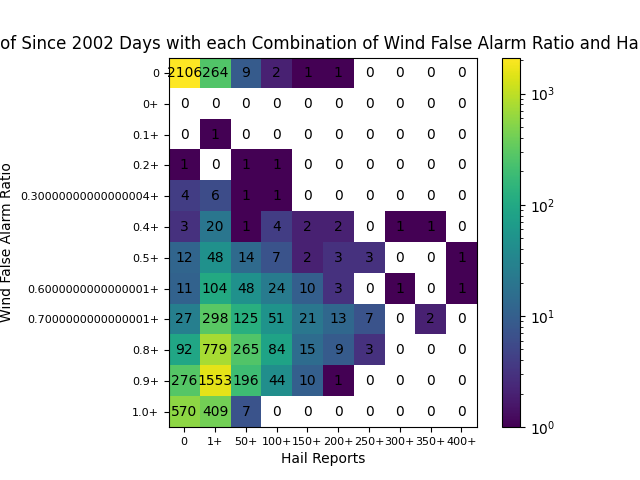 of Since 2002 Days with each Combination of Wind False Alarm Ratio and Ha
0 2106 264 9 2 1 1 0 0 0 0
0+ 0 0 0 0 0 0 0 0 0 0
0.1+ 0 1 0 0 0 0 0 0 0 0
0.2+ 1 0 1 1 0 0 0 0 0 0
0.30000000000000004+ 4 6 1 1 0 0 0 0 0 0
0.4+ 3 20 1 4 2 2 0 1 1 0
0.5+ 12 48 14 7 2 3 3 0 0 1
0.6000000000000001+ 11 104 48 24 10 3 0 1 0 1
0.7000000000000001+ 27 298 125 51 21 13 7 0 2 0
0.8+ 92 779 265 84 15 9 3 0 0 0
0.9+ 276 1553 196 44 10 1 0 0 0 0
1.0+ 570 409 7 0 0 0 0 0 0 0
0 1+ 50+ 100+ 150+ 200+ 250+ 300+ 350+ 400+
Hail Reports
Wind False Alarm Ratio
10³
10²
10¹
10⁰